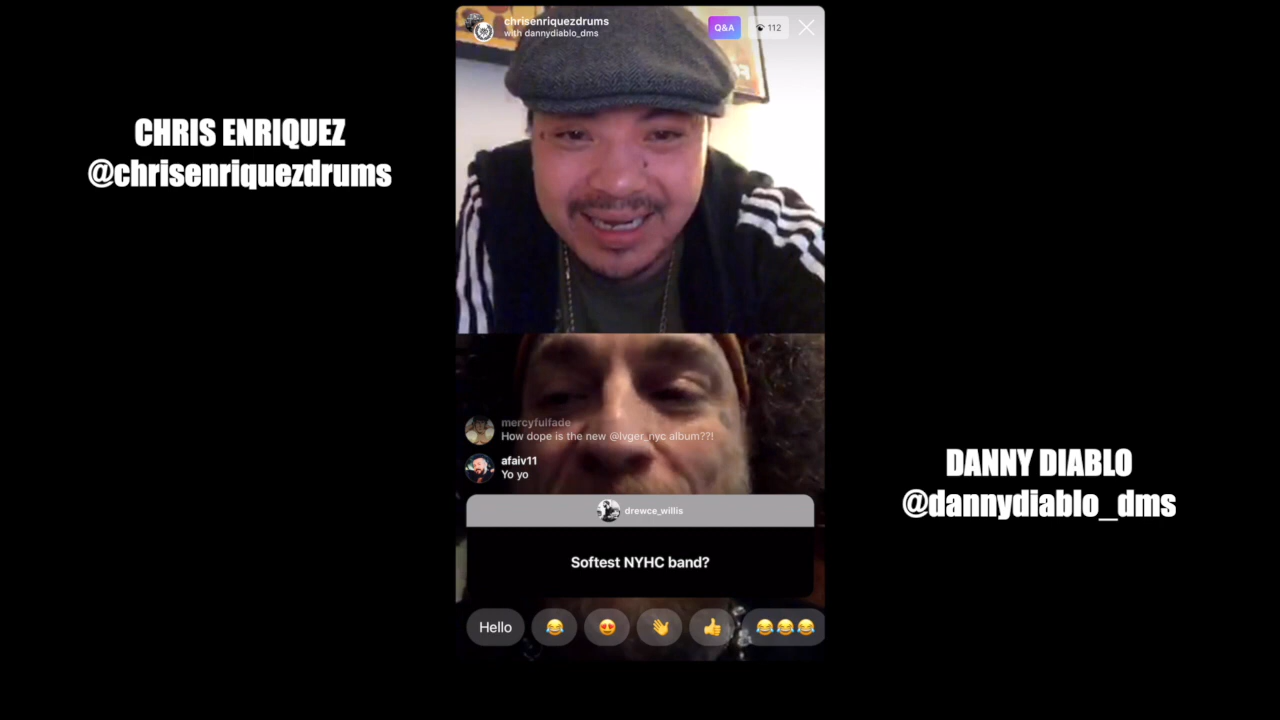 chrisenriquezdrums
with dannydiablo_dms
Q&A
112
CHRIS ENRIQUEZ
@chrisenriquezdrums
mercyfulfade
How dope is the new @lvger_nyc album??!
afaiv11
Yo yo
DANNY DIABLO
@dannydiablo_dms
drewce_willis
Softest NYHC band?
Hello